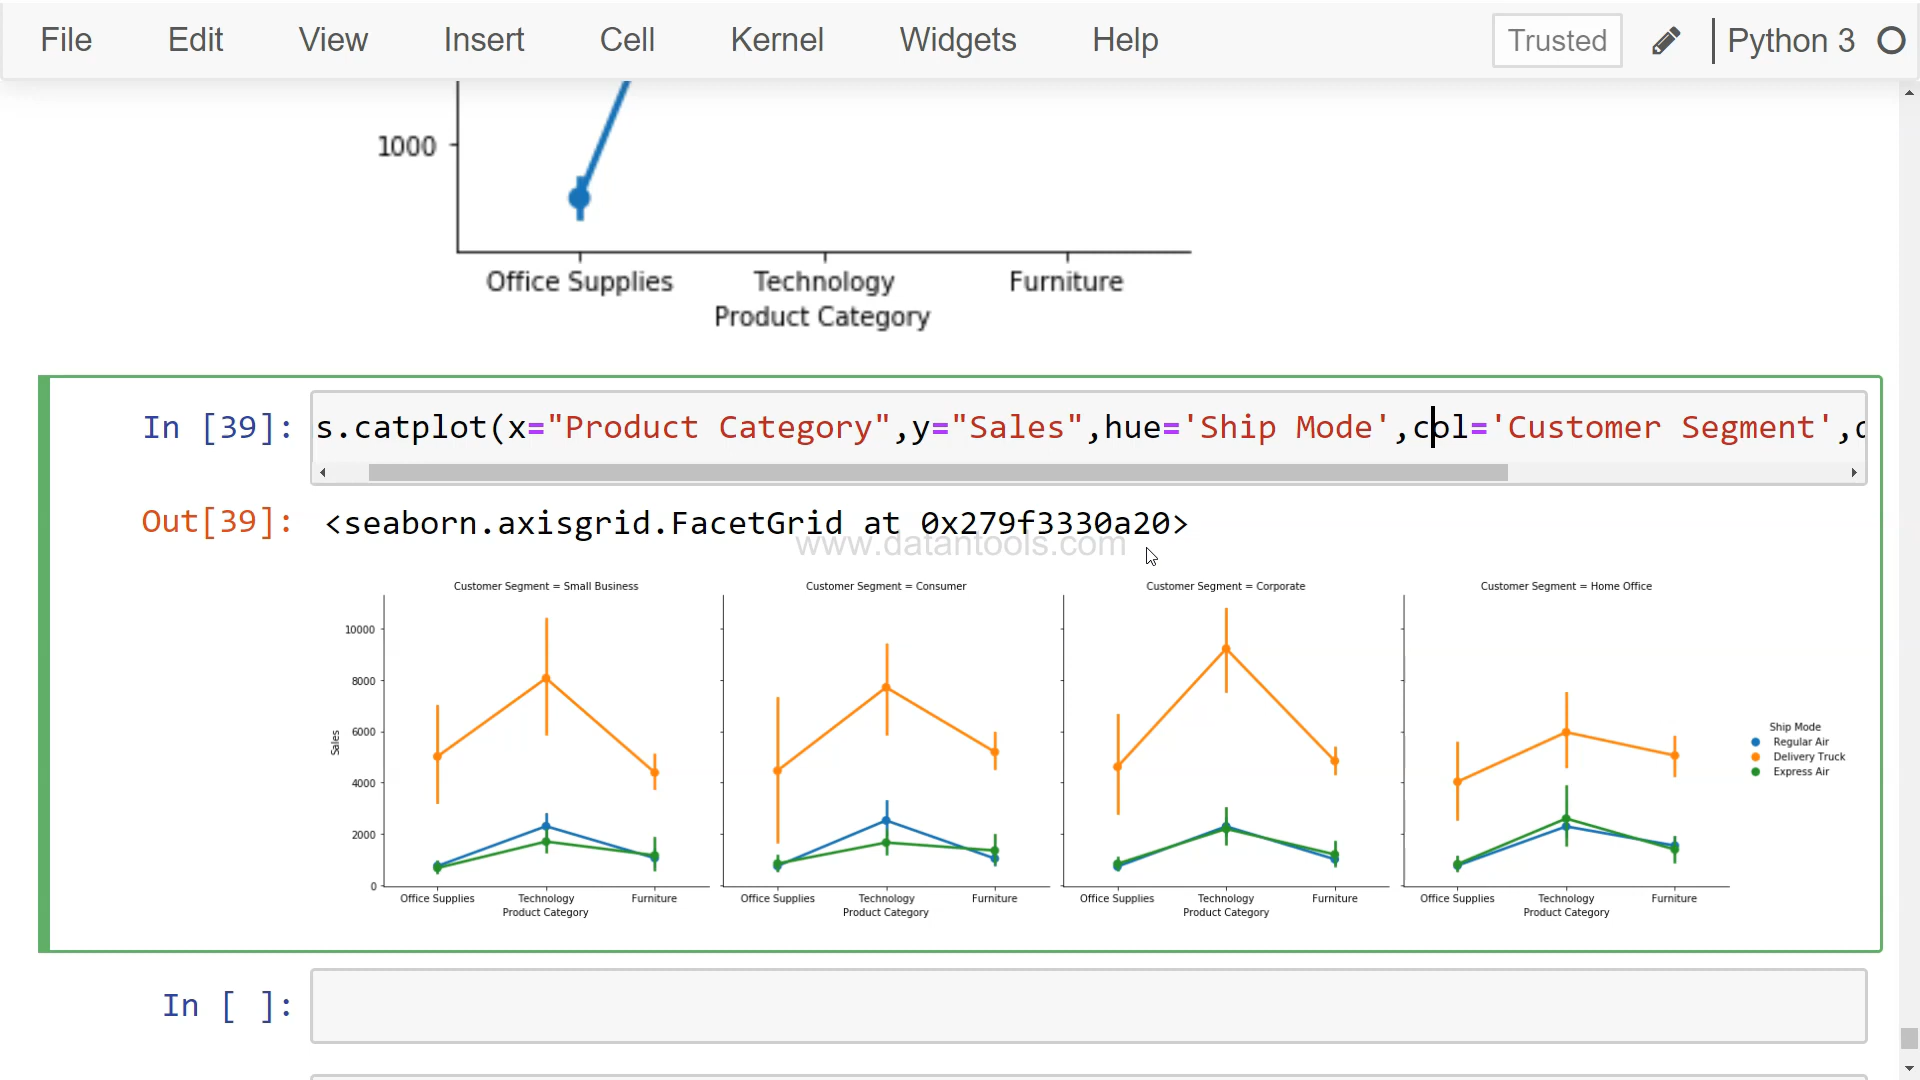 File Edit View Insert Cell Kernel Widgets Help Trusted Python 3
1000
Office Supplies Technology Furniture
Product Category
In [39]: s.catplot(x="Product Category",y="Sales",hue='Ship Mode',col='Customer Segment',
Out[39]: <seaborn.axisgrid.FacetGrid at 0x279f3330a20>
www.datantools.com
Customer Segment = Small Business Customer Segment = Consumer Customer Segment = Corporate Customer Segment = Home Office
10000
8000
6000
4000
2000
0
Sales
Ship Mode
Regular Air
Delivery Truck
Express Air
Office Supplies Technology Furniture Office Supplies Technology Furniture Office Supplies Technology Furniture Office Supplies Technology Furniture
Product Category Product Category Product Category Product Category
In [ ]: